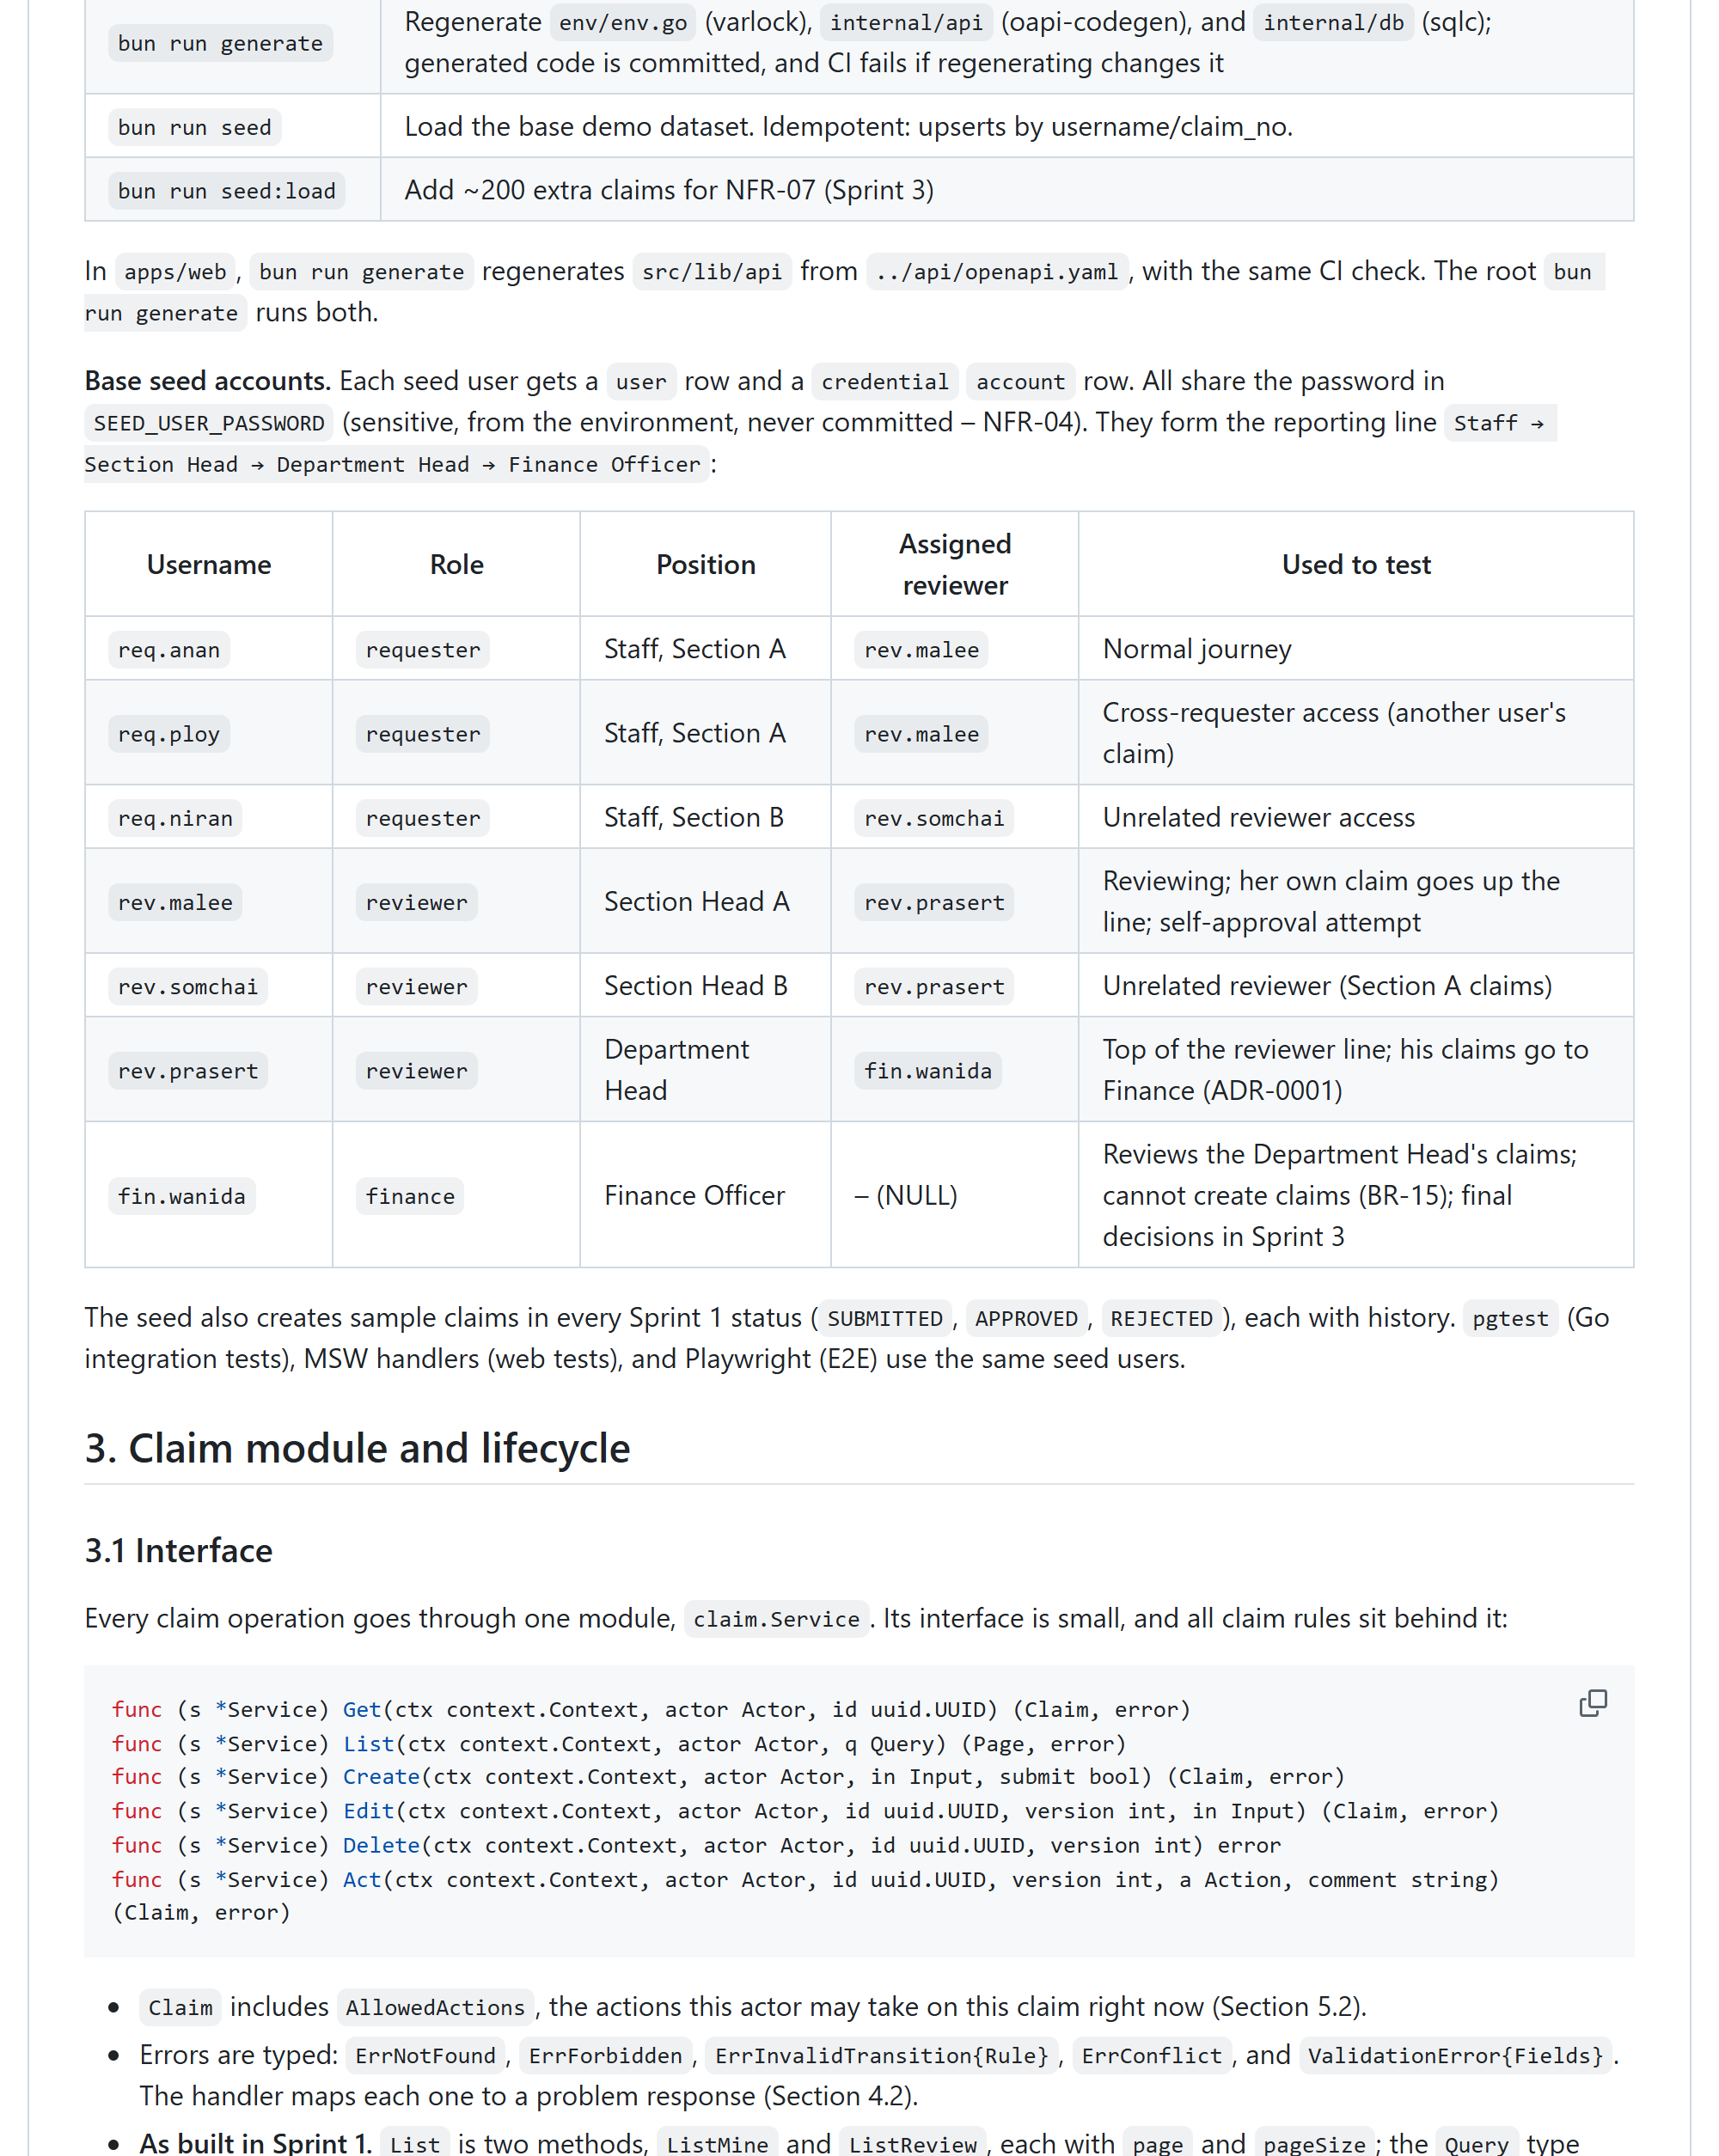 bun run generate
Regenerate env/env.go (varlock), internal/api (oapi-codegen), and internal/db (sqlc);
generated code is committed, and CI fails if regenerating changes it
bun run seed
Load the base demo dataset. Idempotent: upserts by username/claim_no.
bun run seed:load
Add ~200 extra claims for NFR-07 (Sprint 3)
In apps/web, bun run generate regenerates src/lib/api from ../api/openapi.yaml, with the same CI check. The root bun
run generate runs both.
Base seed accounts. Each seed user gets a user row and a credential account row. All share the password in
SEED_USER_PASSWORD (sensitive, from the environment, never committed – NFR-04). They form the reporting line Staff →
Section Head → Department Head → Finance Officer:
Username Role Position Assigned reviewer Used to test
req.anan requester Staff, Section A rev.malee Normal journey
req.ploy requester Staff, Section A rev.malee Cross-requester access (another user's
claim)
req.niran requester Staff, Section B rev.somchai Unrelated reviewer access
rev.malee reviewer Section Head A rev.prasert Reviewing; her own claim goes up the
line; self-approval attempt
rev.somchai reviewer Section Head B rev.prasert Unrelated reviewer (Section A claims)
rev.prasert reviewer Department Head fin.wanida Top of the reviewer line; his claims go to
Finance (ADR-0001)
fin.wanida finance Finance Officer – (NULL) Reviews the Department Head's claims;
cannot create claims (BR-15); final
decisions in Sprint 3
The seed also creates sample claims in every Sprint 1 status (SUBMITTED, APPROVED, REJECTED), each with history. pgtest (Go
integration tests), MSW handlers (web tests), and Playwright (E2E) use the same seed users.
3. Claim module and lifecycle
3.1 Interface
Every claim operation goes through one module, claim.Service. Its interface is small, and all claim rules sit behind it:
func (s *Service) Get(ctx context.Context, actor Actor, id uuid.UUID) (Claim, error)
func (s *Service) List(ctx context.Context, actor Actor, q Query) (Page, error)
func (s *Service) Create(ctx context.Context, actor Actor, in Input, submit bool) (Claim, error)
func (s *Service) Edit(ctx context.Context, actor Actor, id uuid.UUID, version int, in Input) (Claim, error)
func (s *Service) Delete(ctx context.Context, actor Actor, id uuid.UUID, version int) error
func (s *Service) Act(ctx context.Context, actor Actor, id uuid.UUID, version int, a Action, comment string)
(Claim, error)
• Claim includes AllowedActions, the actions this actor may take on this claim right now (Section 5.2).
• Errors are typed: ErrNotFound, ErrForbidden, ErrInvalidTransition{Rule}, ErrConflict, and ValidationError{Fields}.
The handler maps each one to a problem response (Section 4.2).
• As built in Sprint 1. List is two methods, ListMine and ListReview, each with page and pageSize; the Query type